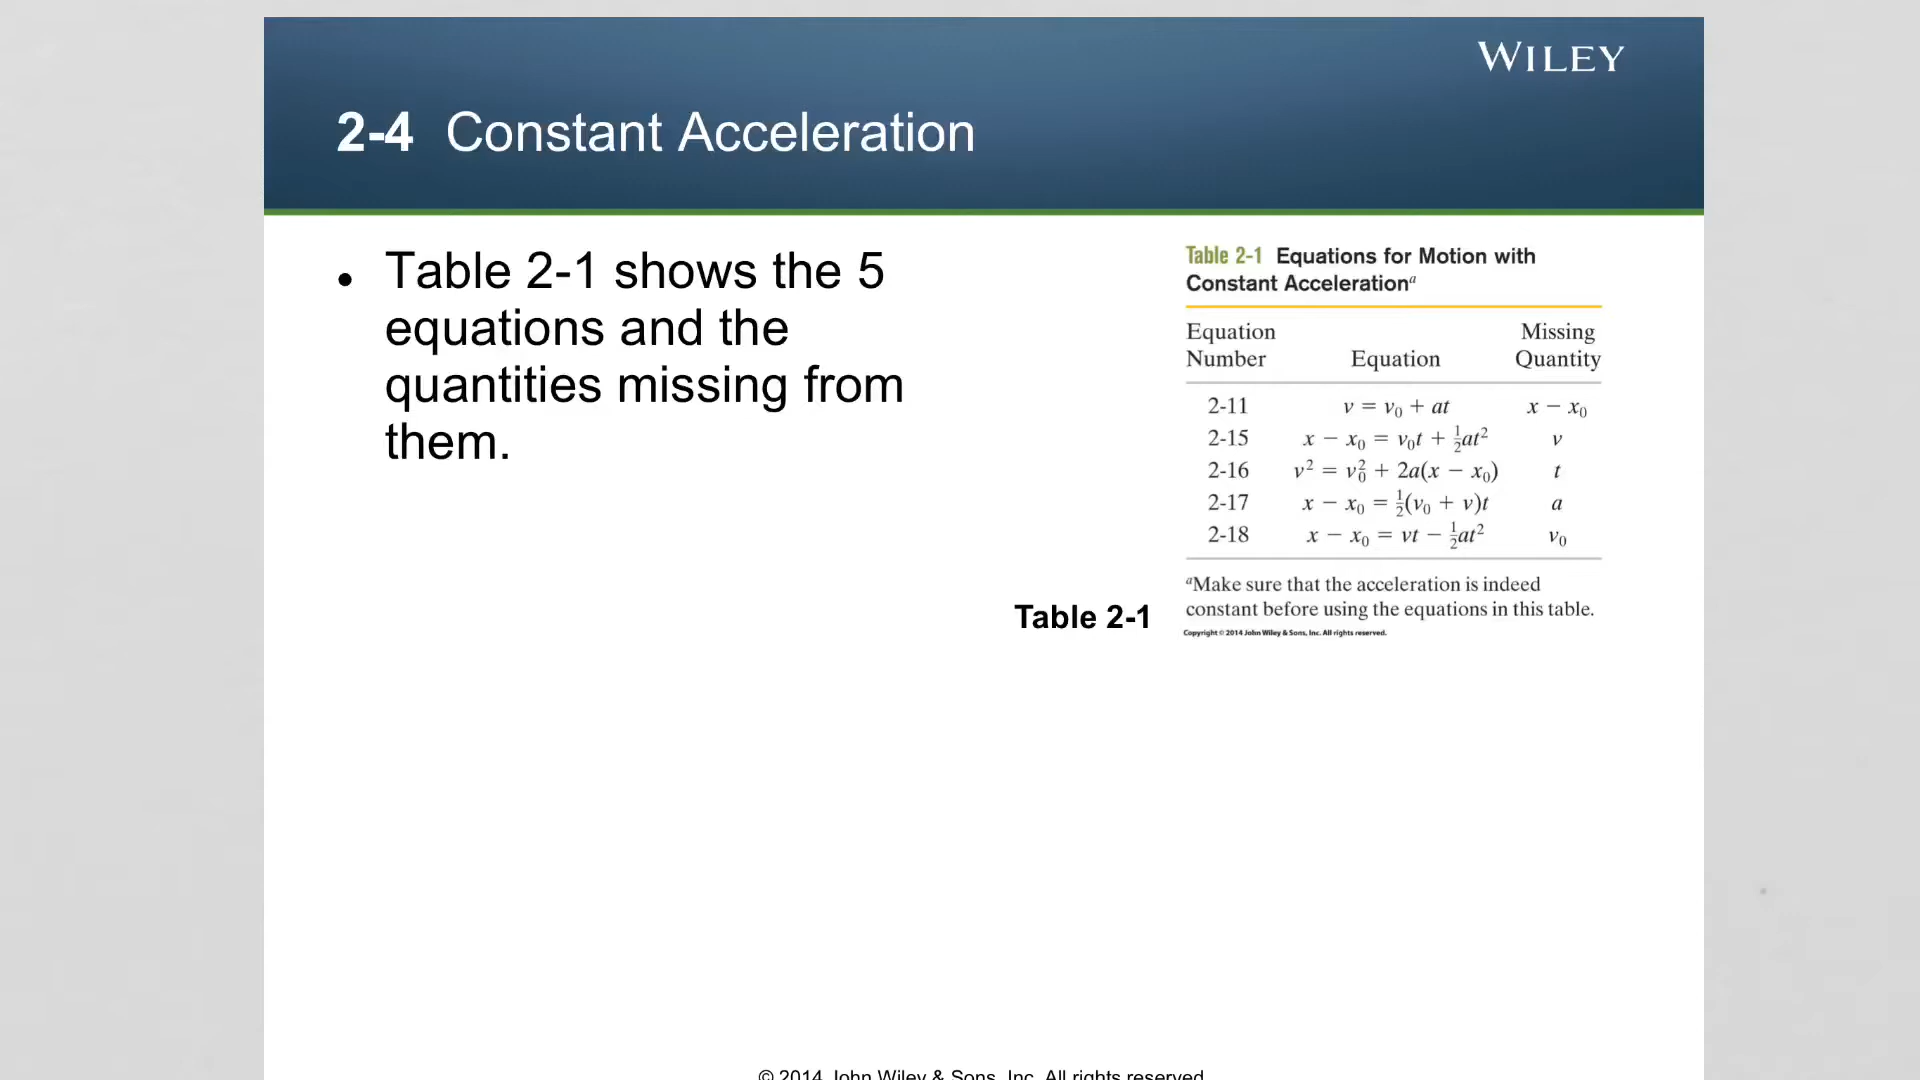 WILEY
2-4 Constant Acceleration
• Table 2-1 shows the 5
equations and the
quantities missing from
them.
Table 2-1 Equations for Motion with
Constant Accelerationᵃ
Equation Number Equation Missing Quantity
2-11 v = v₀ + at x − x₀
2-15 x − x₀ = v₀t + ½at² v
2-16 v² = v₀² + 2a(x − x₀) t
2-17 x − x₀ = ½(v₀ + v)t a
2-18 x − x₀ = vt − ½at² v₀
ᵃMake sure that the acceleration is indeed
constant before using the equations in this table.
Copyright © 2014 John Wiley & Sons, Inc. All rights reserved.
Table 2-1
© 2014 John Wiley & Sons, Inc. All rights reserved.